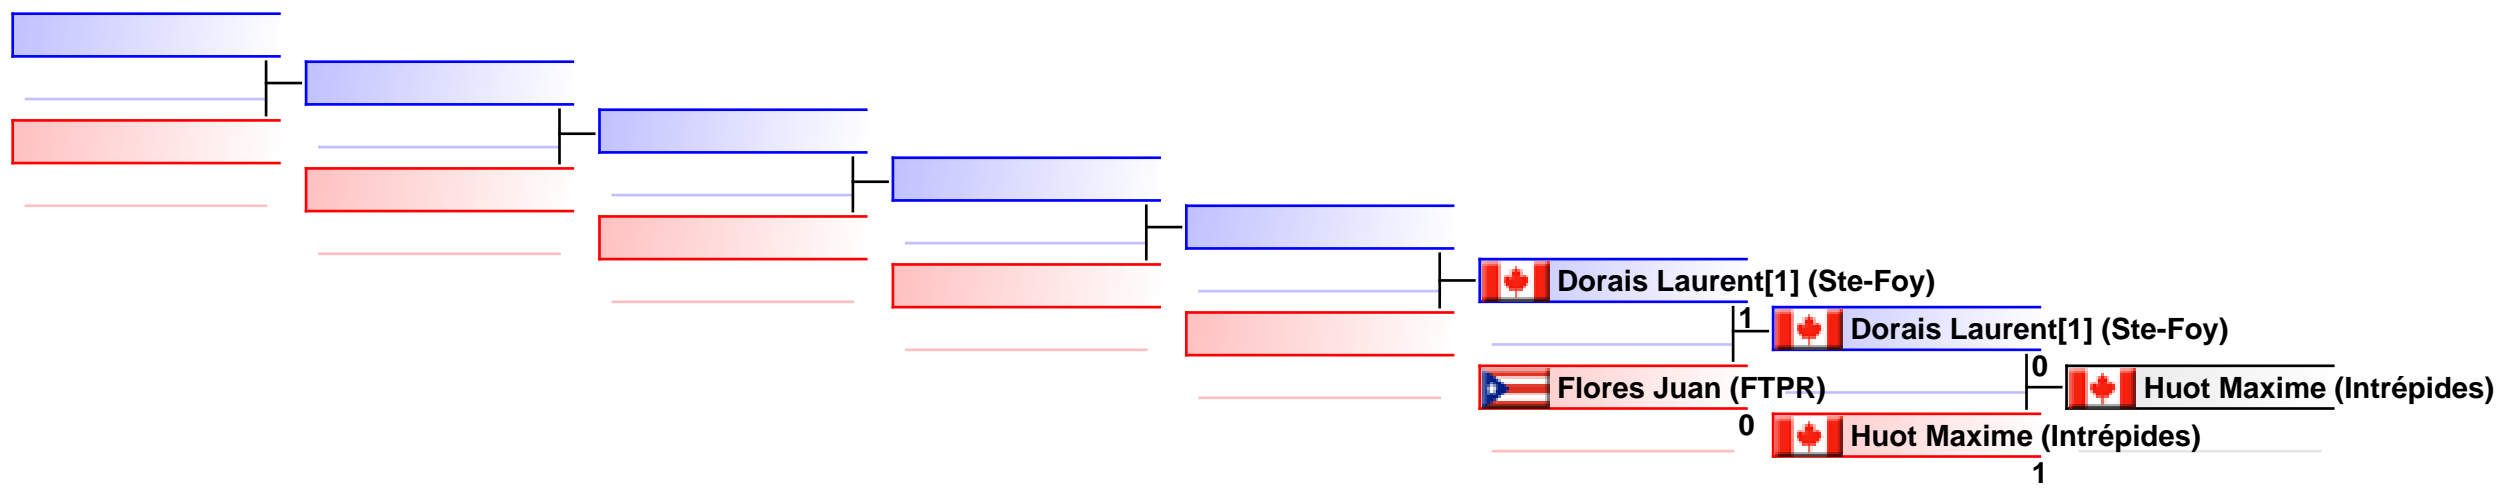 Dorais Laurent[1] (Ste-Foy)
1
Dorais Laurent[1] (Ste-Foy)
0
Flores Juan (FTPR)
Huot Maxime (Intrépides)
0
Huot Maxime (Intrépides)
1